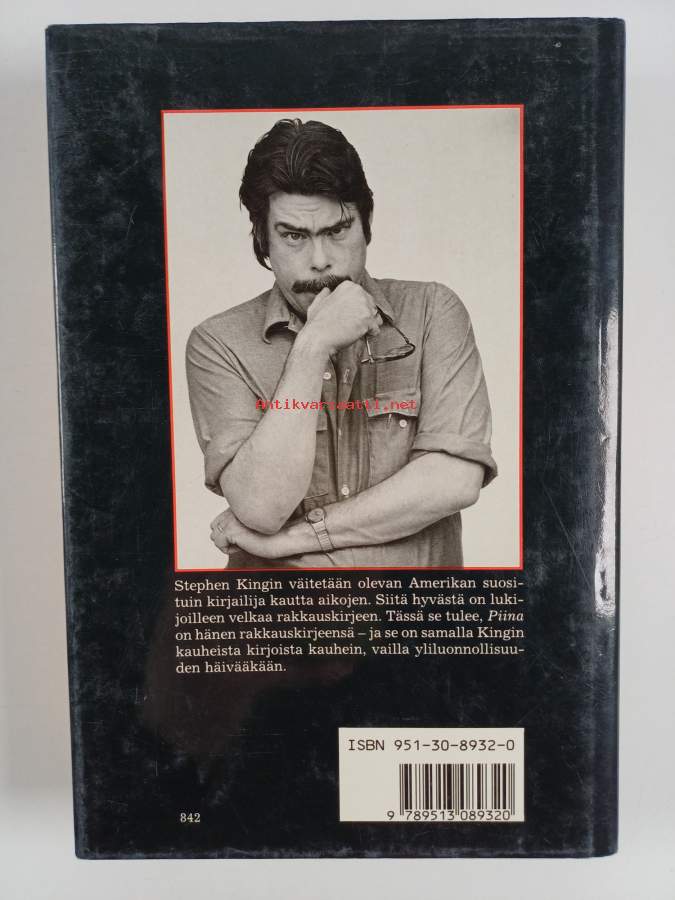 Antikvariaatti.net
Stephen Kingin väitetään olevan Amerikan suosi-
tuin kirjailija kautta aikojen. Siitä hyvästä on luki-
joilleen velkaa rakkauskirjeen. Tässä se tulee, Piina
on hänen rakkauskirjeensä – ja se on samalla Kingin
kauheista kirjoista kauhein, vailla yliluonnollisuu-
den häivääkään.
ISBN 951-30-8932-0
9 789513 089320
842